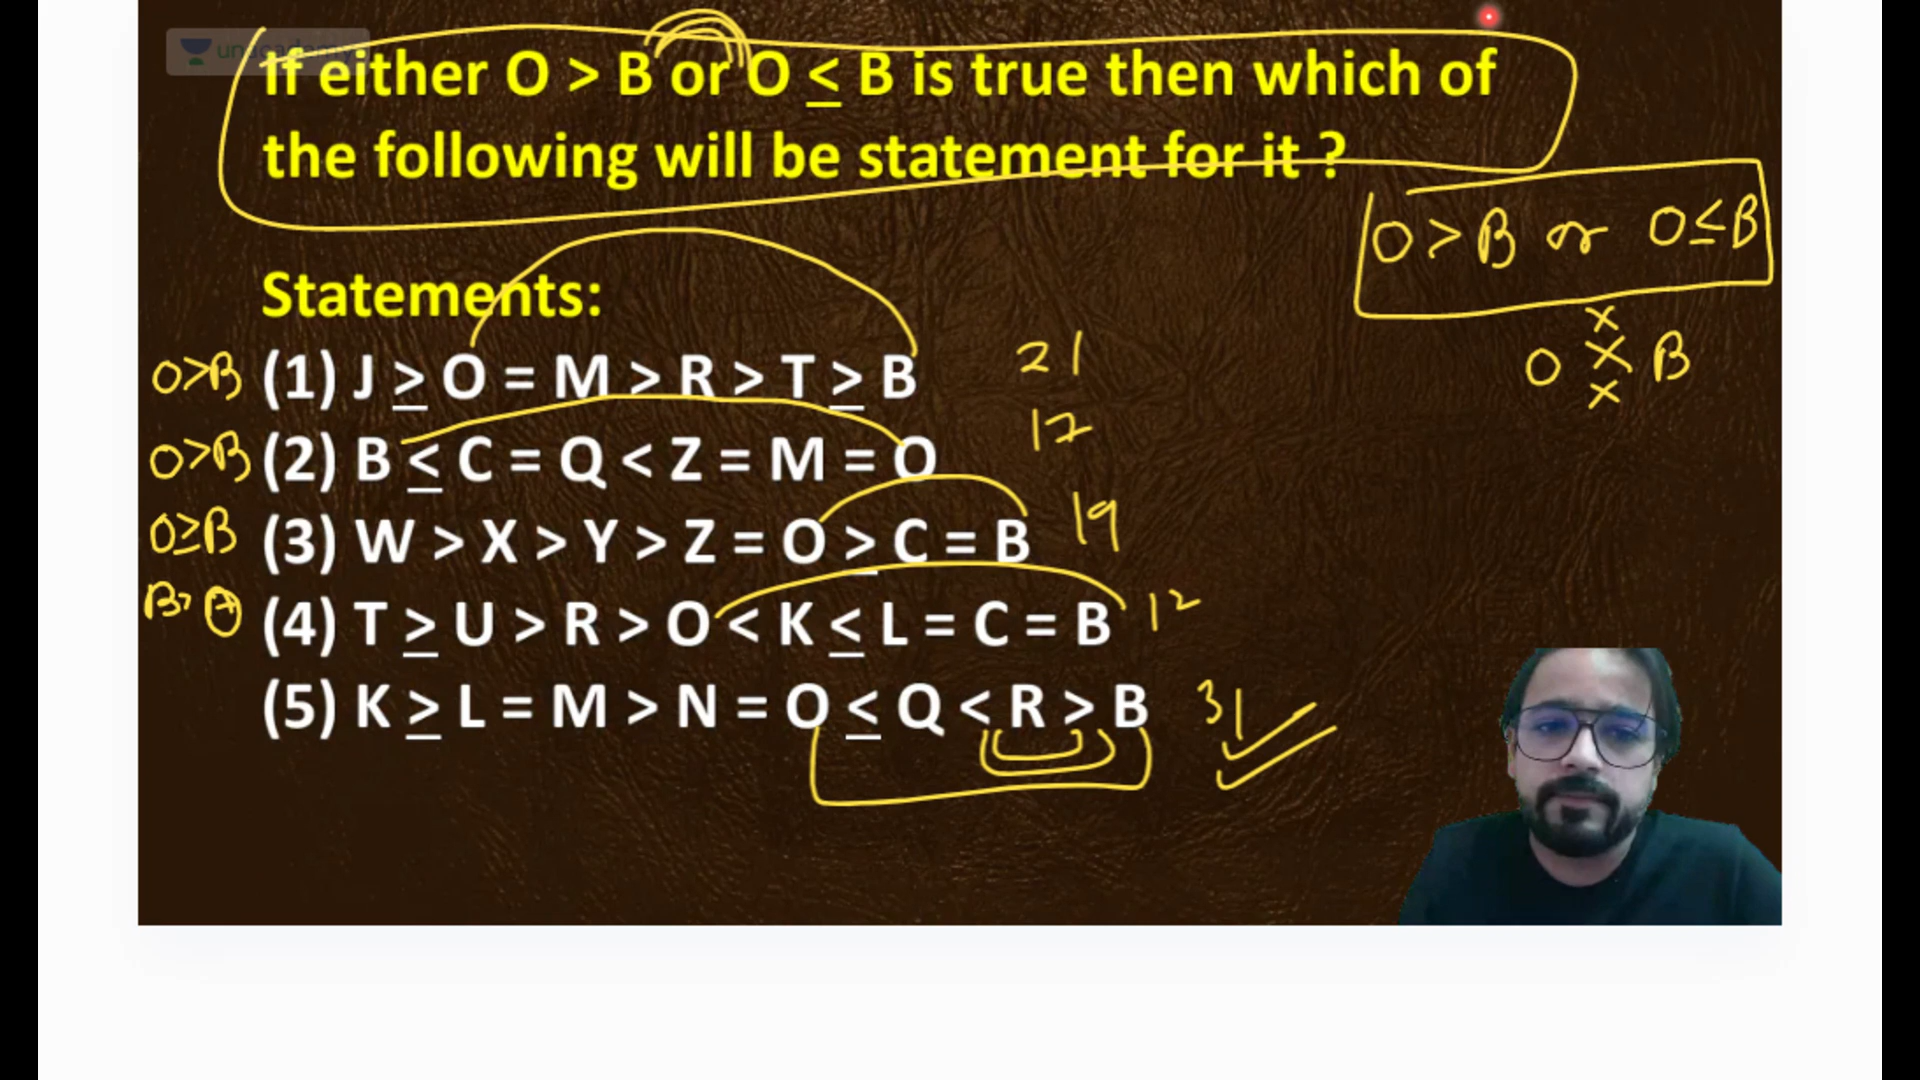 unacademy
If either O > B or O ≤ B is true then which of
the following will be statement for it ?
O > B or O ≤ B
Statements:
O B
O>B (1) J ≥ O = M > R > T ≥ B 21
O>B (2) B ≤ C = Q < Z = M = O 17
O≥B (3) W > X > Y > Z = O ≥ C = B 19
B>O (4) T ≥ U > R > O < K ≤ L = C = B 12
(5) K ≥ L = M > N = O ≤ Q < R > B 31